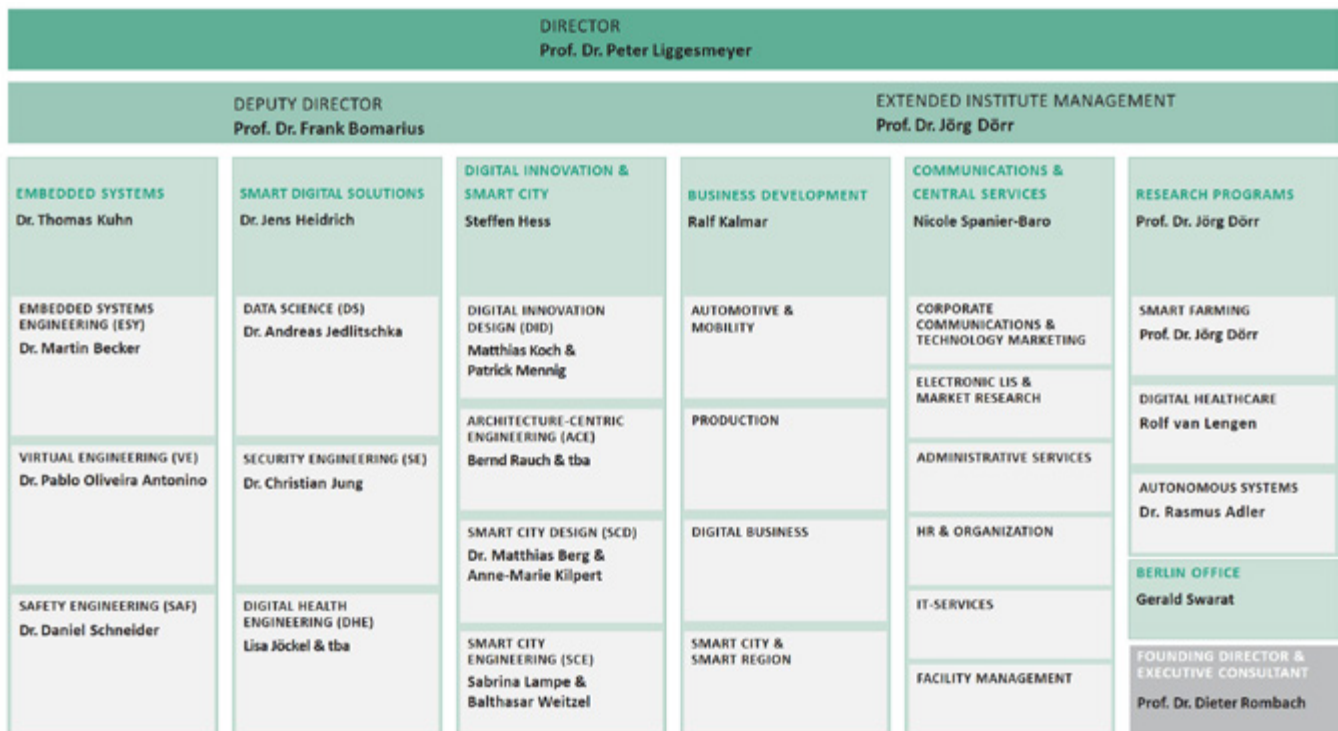 DIRECTOR
Prof. Dr. Peter Liggesmeyer
DEPUTY DIRECTOR
Prof. Dr. Frank Bomarius
EXTENDED INSTITUTE MANAGEMENT
Prof. Dr. Jörg Dörr
EMBEDDED SYSTEMS
Dr. Thomas Kuhn
EMBEDDED SYSTEMS
ENGINEERING (ESY)
Dr. Martin Becker
VIRTUAL ENGINEERING (VE)
Dr. Pablo Oliveira Antonino
SAFETY ENGINEERING (SAF)
Dr. Daniel Schneider
SMART DIGITAL SOLUTIONS
Dr. Jens Heidrich
DATA SCIENCE (DS)
Dr. Andreas Jedlitschka
SECURITY ENGINEERING (SE)
Dr. Christian Jung
DIGITAL HEALTH
ENGINEERING (DHE)
Lisa Jöckel & tba
DIGITAL INNOVATION &
SMART CITY
Steffen Hess
DIGITAL INNOVATION
DESIGN (DID)
Matthias Koch &
Patrick Mennig
ARCHITECTURE-CENTRIC
ENGINEERING (ACE)
Bernd Rauch & tba
SMART CITY DESIGN (SCD)
Dr. Matthias Berg &
Anne-Marie Kilpert
SMART CITY
ENGINEERING (SCE)
Sabrina Lampe &
Balthasar Weitzel
BUSINESS DEVELOPMENT
Ralf Kalmar
AUTOMOTIVE &
MOBILITY
PRODUCTION
DIGITAL BUSINESS
SMART CITY &
SMART REGION
COMMUNICATIONS &
CENTRAL SERVICES
Nicole Spanier-Baro
CORPORATE
COMMUNICATIONS &
TECHNOLOGY MARKETING
ELECTRONIC LIS &
MARKET RESEARCH
ADMINISTRATIVE SERVICES
HR & ORGANIZATION
IT-SERVICES
FACILITY MANAGEMENT
RESEARCH PROGRAMS
Prof. Dr. Jörg Dörr
SMART FARMING
Prof. Dr. Jörg Dörr
DIGITAL HEALTHCARE
Rolf van Lengen
AUTONOMOUS SYSTEMS
Dr. Rasmus Adler
BERLIN OFFICE
Gerald Swarat
FOUNDING DIRECTOR &
EXECUTIVE CONSULTANT
Prof. Dr. Dieter Rombach